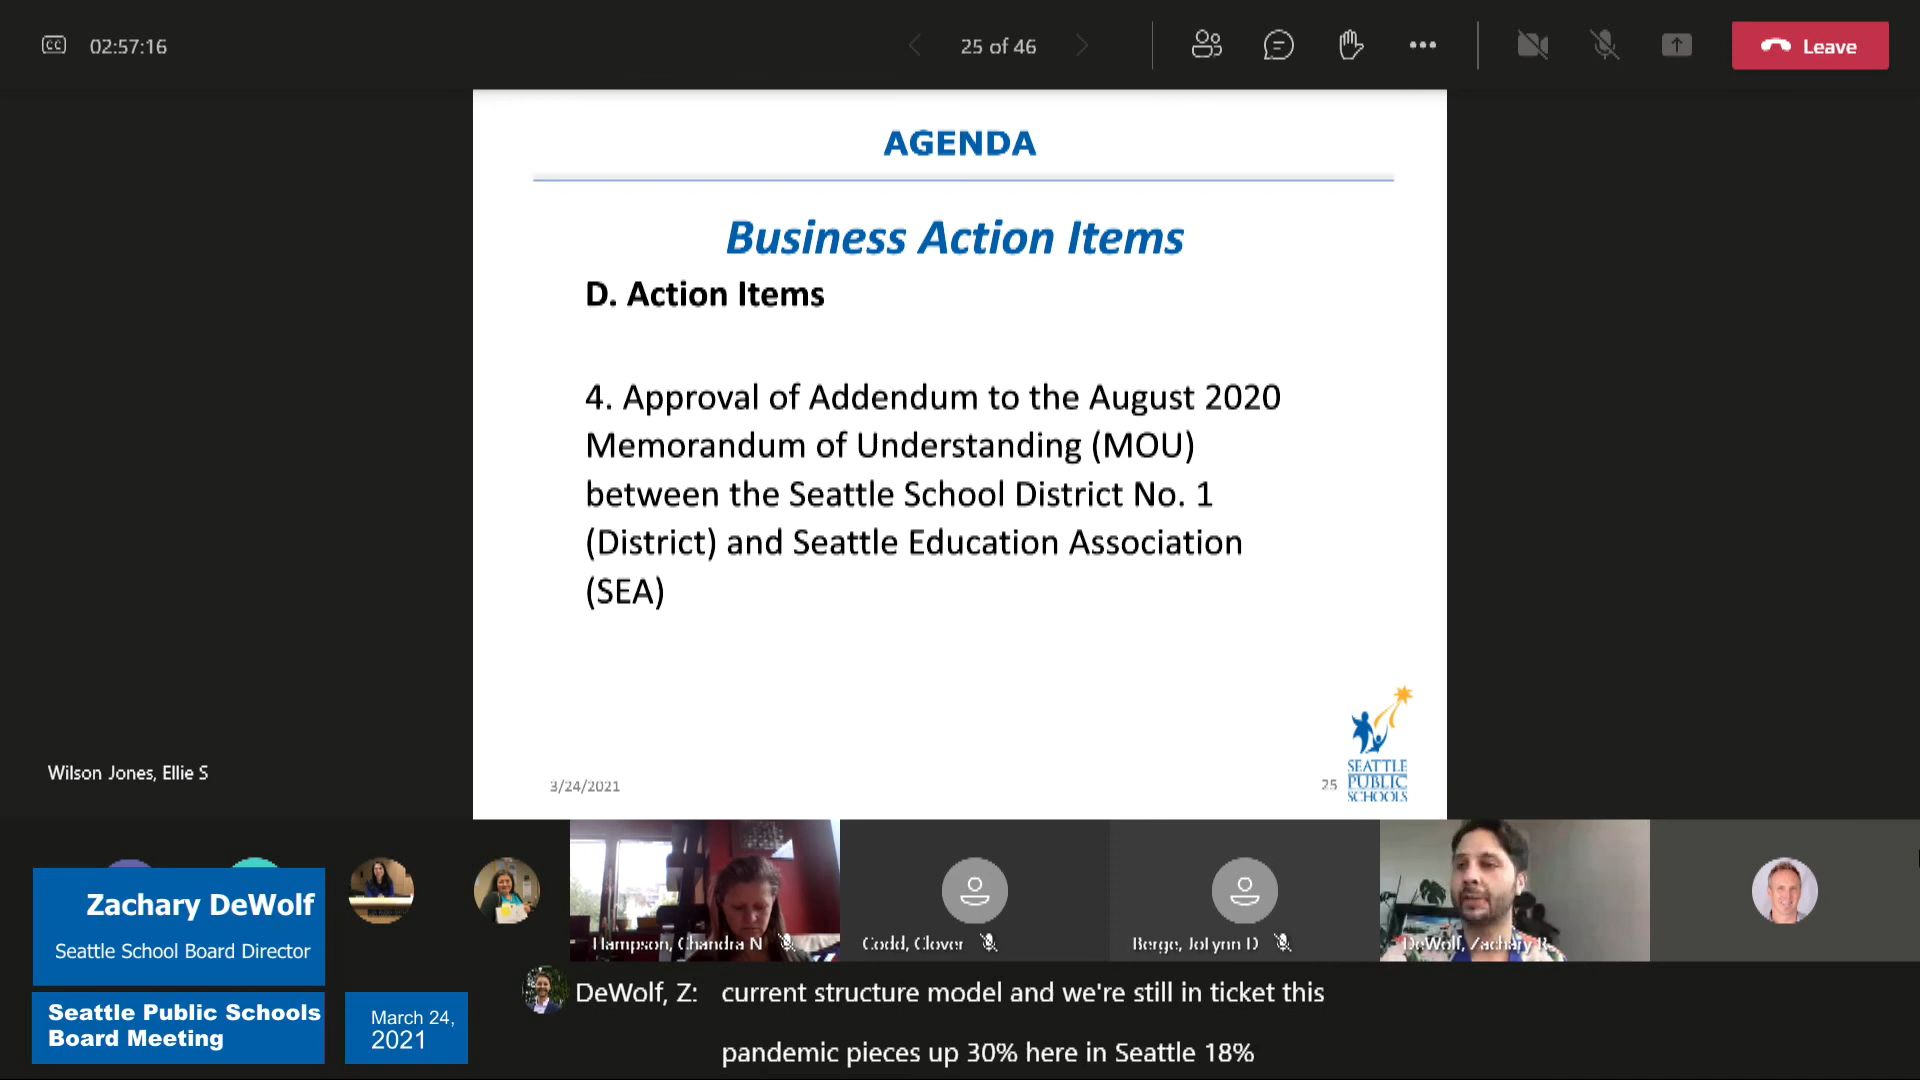 CC
02:57:16
25 of 46
Leave
AGENDA
Business Action Items
D. Action Items
4. Approval of Addendum to the August 2020
Memorandum of Understanding (MOU)
between the Seattle School District No. 1
(District) and Seattle Education Association
(SEA)
3/24/2021
25
SEATTLE
PUBLIC
SCHOOLS
Wilson Jones, Ellie S
Hampson, Chandra N
Codd, Clover
Berge, JoLynn D
DeWolf, Zachary R
Zachary DeWolf
Seattle School Board Director
Seattle Public Schools
Board Meeting
March 24,
2021
DeWolf, Z: current structure model and we're still in ticket this
pandemic pieces up 30% here in Seattle 18%